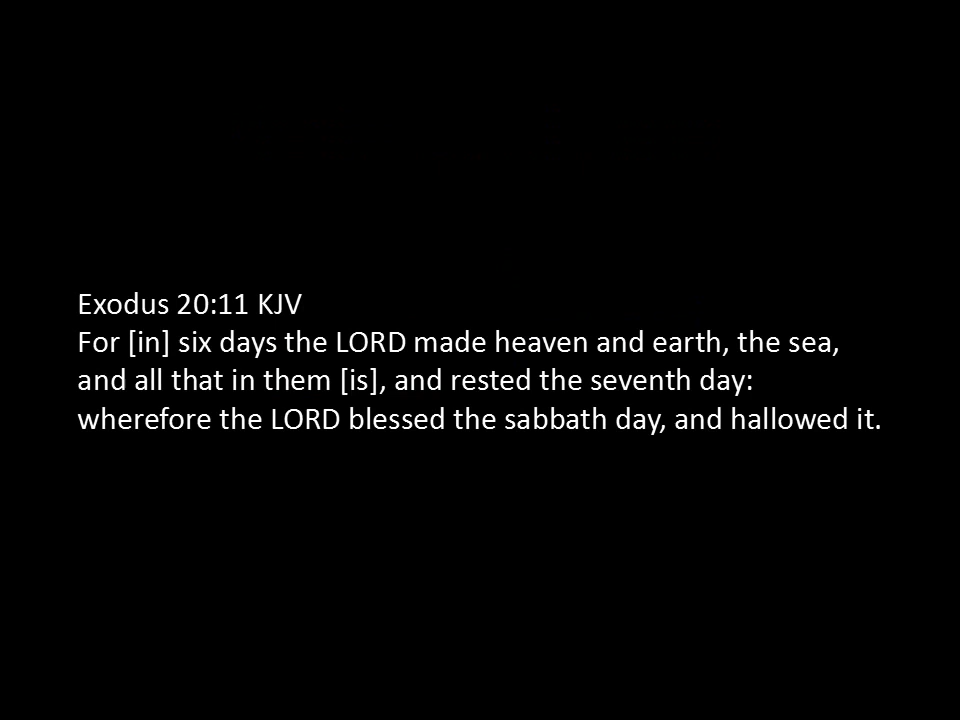 Exodus 20:11 KJV
For [in] six days the LORD made heaven and earth, the sea,
and all that in them [is], and rested the seventh day:
wherefore the LORD blessed the sabbath day, and hallowed it.